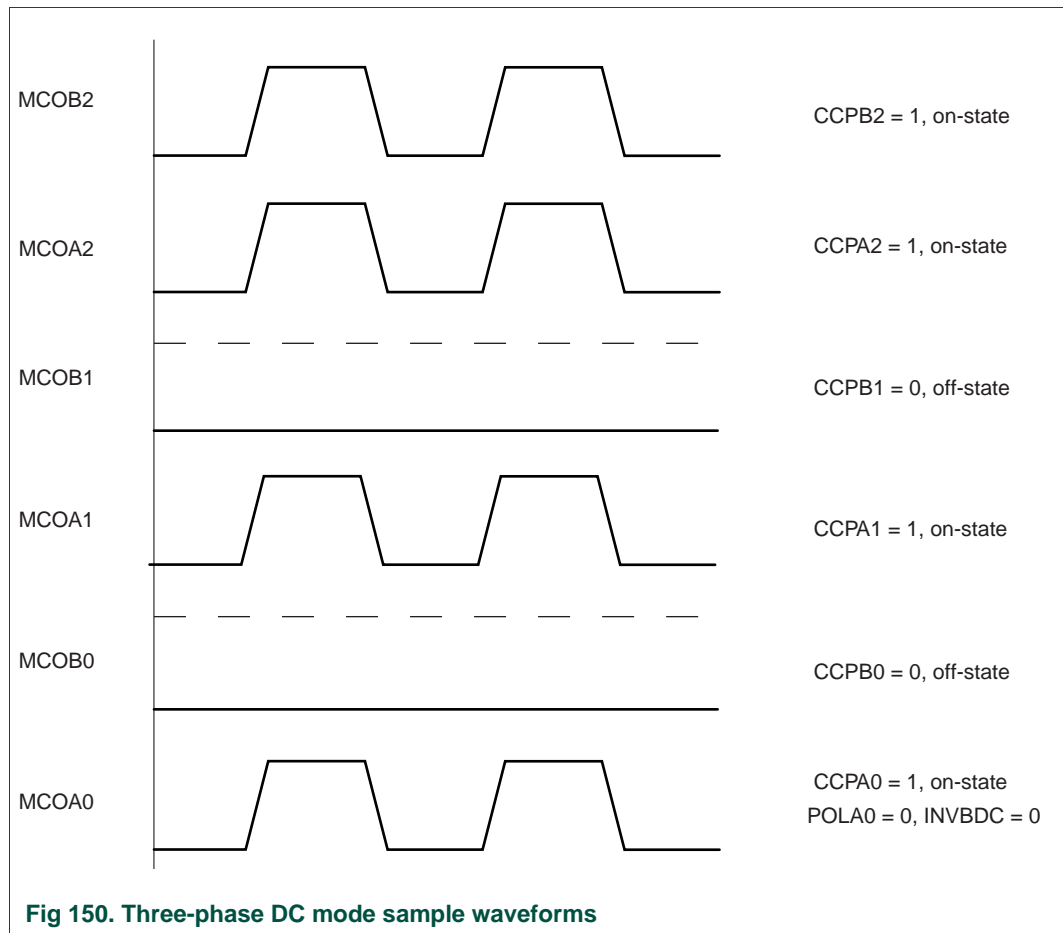 MCOB2
CCPB2 = 1, on-state
MCOA2
CCPA2 = 1, on-state
MCOB1
CCPB1 = 0, off-state
MCOA1
CCPA1 = 1, on-state
MCOB0
CCPB0 = 0, off-state
MCOA0
CCPA0 = 1, on-state
POLA0 = 0, INVBDC = 0
Fig 150. Three-phase DC mode sample waveforms